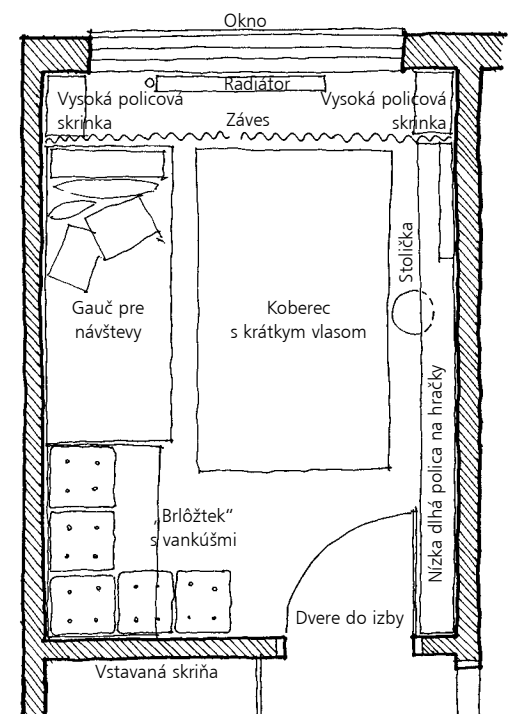 Okno
Radiátor
Vysoká policová
skrinka
Vysoká policová
skrinka
Záves
Stolička
Gauč pre
návštevy
Koberec
s krátkym vlasom
Nízka dlhá polica na hračky
„Brlôžtek“
s vankúšmi
Dvere do izby
Vstavaná skriňa